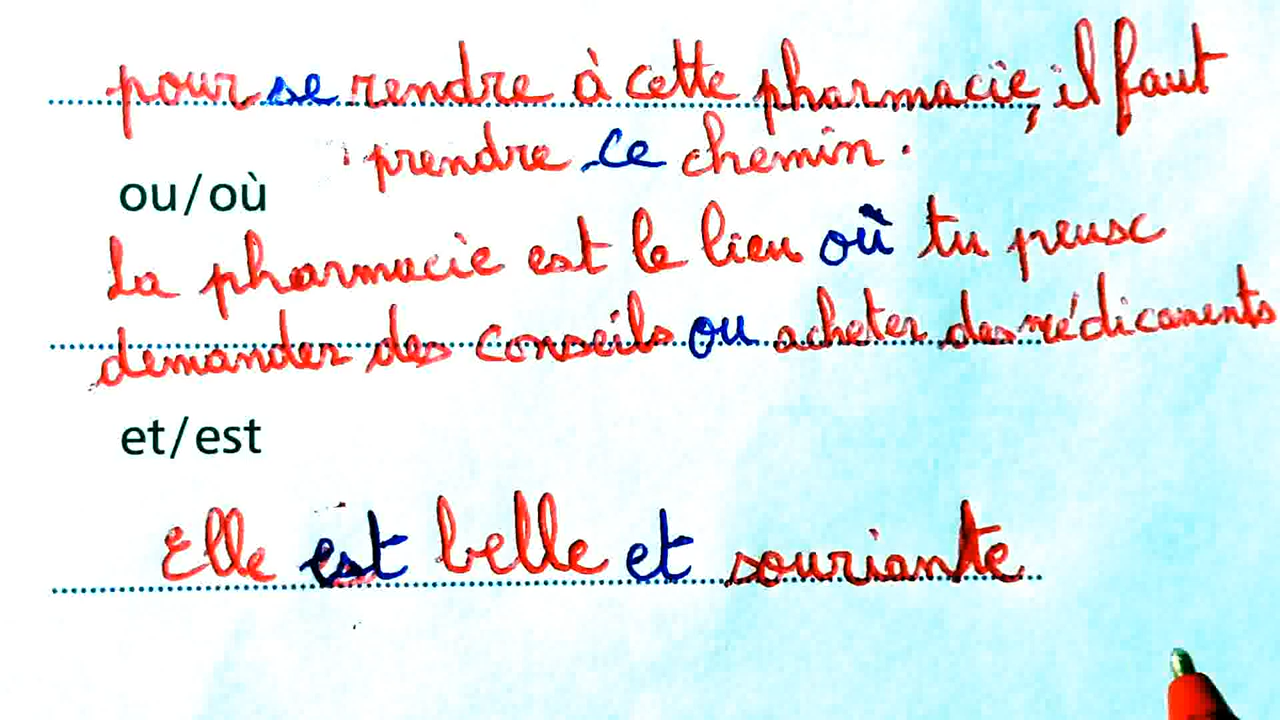 pour se rendre à cette pharmacie, il faut
prendre ce chemin.
ou/où
La pharmacie est le lieu où tu peux
demander des conseils ou acheter des médicaments
et/est
Elle est belle et souriante